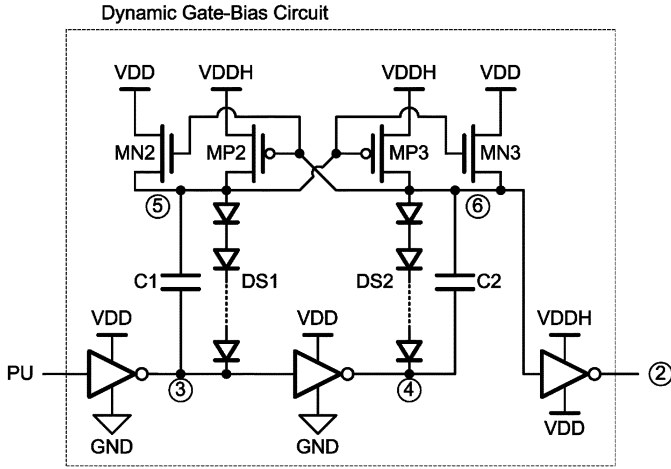 Dynamic Gate-Bias Circuit
VDD VDDH VDDH VDD
MN2 MP2 MP3 MN3
5 6
C1 DS1 DS2 C2
VDD VDD VDDH
PU 3 4 2
GND GND VDD